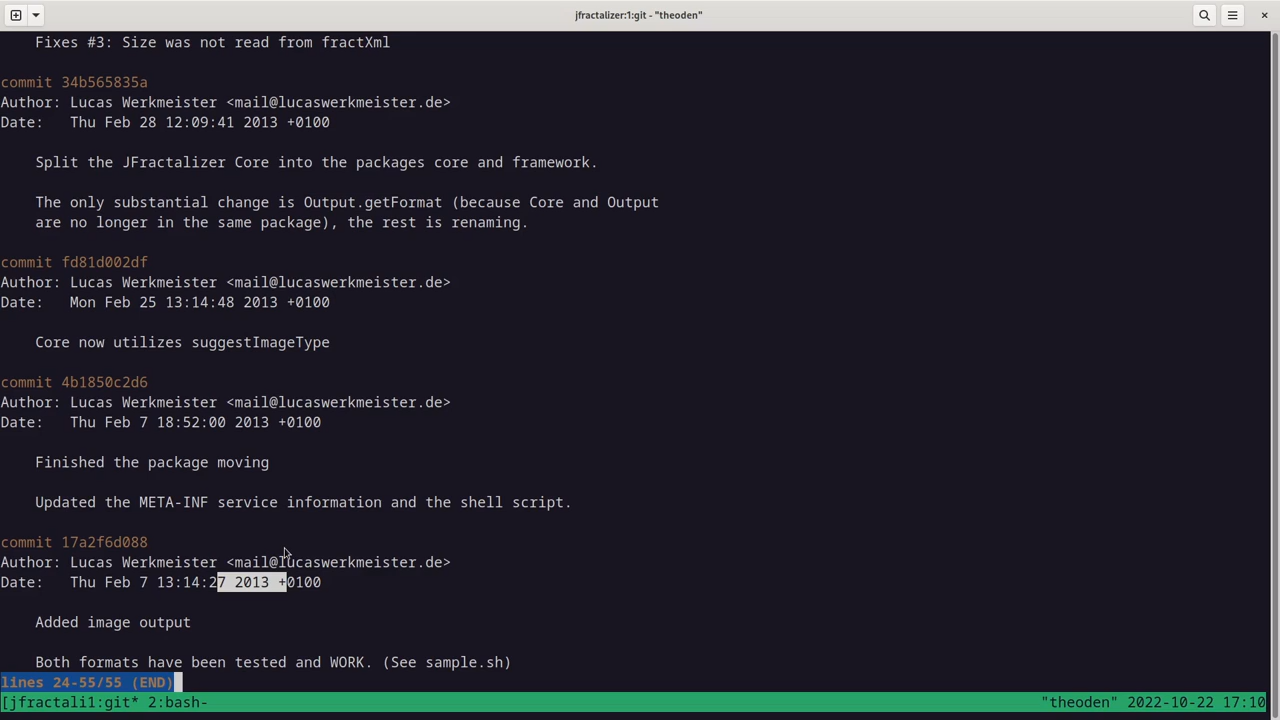 jfractalizer:1:git - "theoden"
    Fixes #3: Size was not read from fractXml
commit 34b565835a
Author: Lucas Werkmeister <mail@lucaswerkmeister.de>
Date:   Thu Feb 28 12:09:41 2013 +0100
    Split the JFractalizer Core into the packages core and framework.
    The only substantial change is Output.getFormat (because Core and Output
    are no longer in the same package), the rest is renaming.
commit fd81d002df
Author: Lucas Werkmeister <mail@lucaswerkmeister.de>
Date:   Mon Feb 25 13:14:48 2013 +0100
    Core now utilizes suggestImageType
commit 4b1850c2d6
Author: Lucas Werkmeister <mail@lucaswerkmeister.de>
Date:   Thu Feb 7 18:52:00 2013 +0100
    Finished the package moving
    Updated the META-INF service information and the shell script.
commit 17a2f6d088
Author: Lucas Werkmeister <mail@lucaswerkmeister.de>
Date:   Thu Feb 7 13:14:27 2013 +0100
    Added image output
    Both formats have been tested and WORK. (See sample.sh)
lines 24-55/55 (END)
[jfractali1:git* 2:bash- "theoden" 2022-10-22 17:10